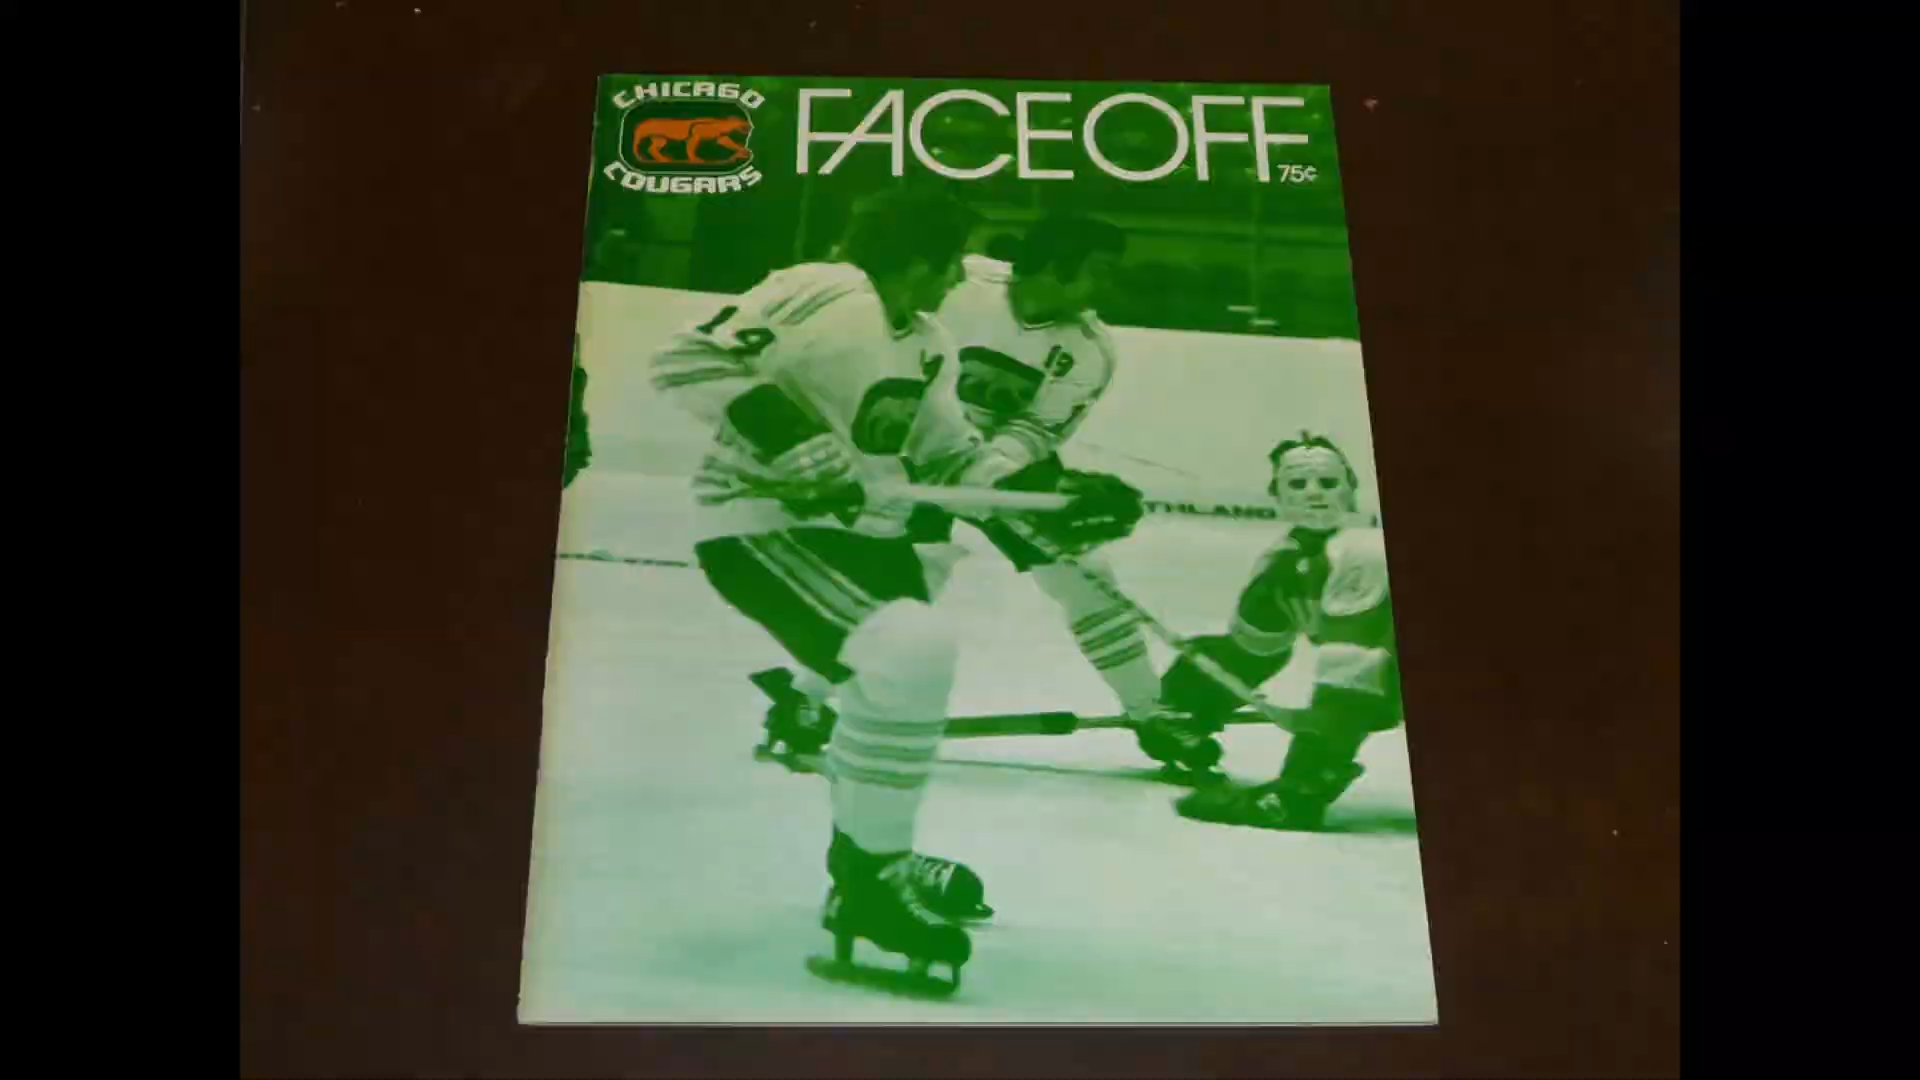 CHICAGO
COUGARS
FACEOFF
75¢
19
19
THLAND